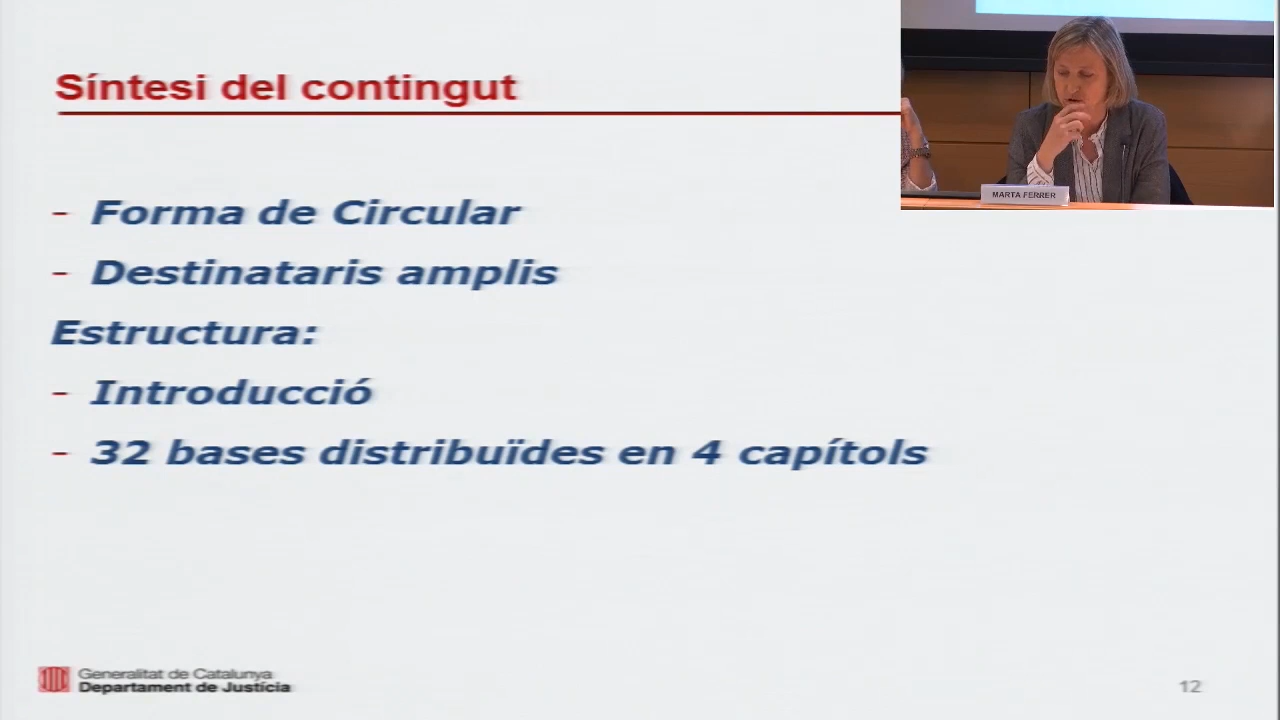 Síntesi del contingut
MARTA FERRER
- Forma de Circular
- Destinataris amplis
Estructura:
- Introducció
- 32 bases distribuïdes en 4 capítols
Generalitat de Catalunya
Departament de Justícia
12